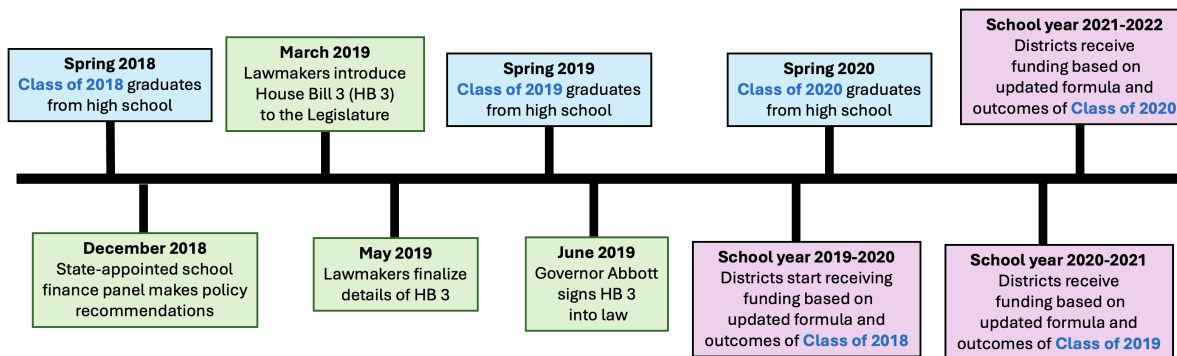 Spring 2018
Class of 2018 graduates
from high school
March 2019
Lawmakers introduce
House Bill 3 (HB 3)
to the Legislature
Spring 2019
Class of 2019 graduates
from high school
Spring 2020
Class of 2020 graduates
from high school
School year 2021-2022
Districts receive
funding based on
updated formula and
outcomes of Class of 2020
December 2018
State-appointed school
finance panel makes policy
recommendations
May 2019
Lawmakers finalize
details of HB 3
June 2019
Governor Abbott
signs HB 3
into law
School year 2019-2020
Districts start receiving
funding based on
updated formula and
outcomes of Class of 2018
School year 2020-2021
Districts receive
funding based on
updated formula and
outcomes of Class of 2019